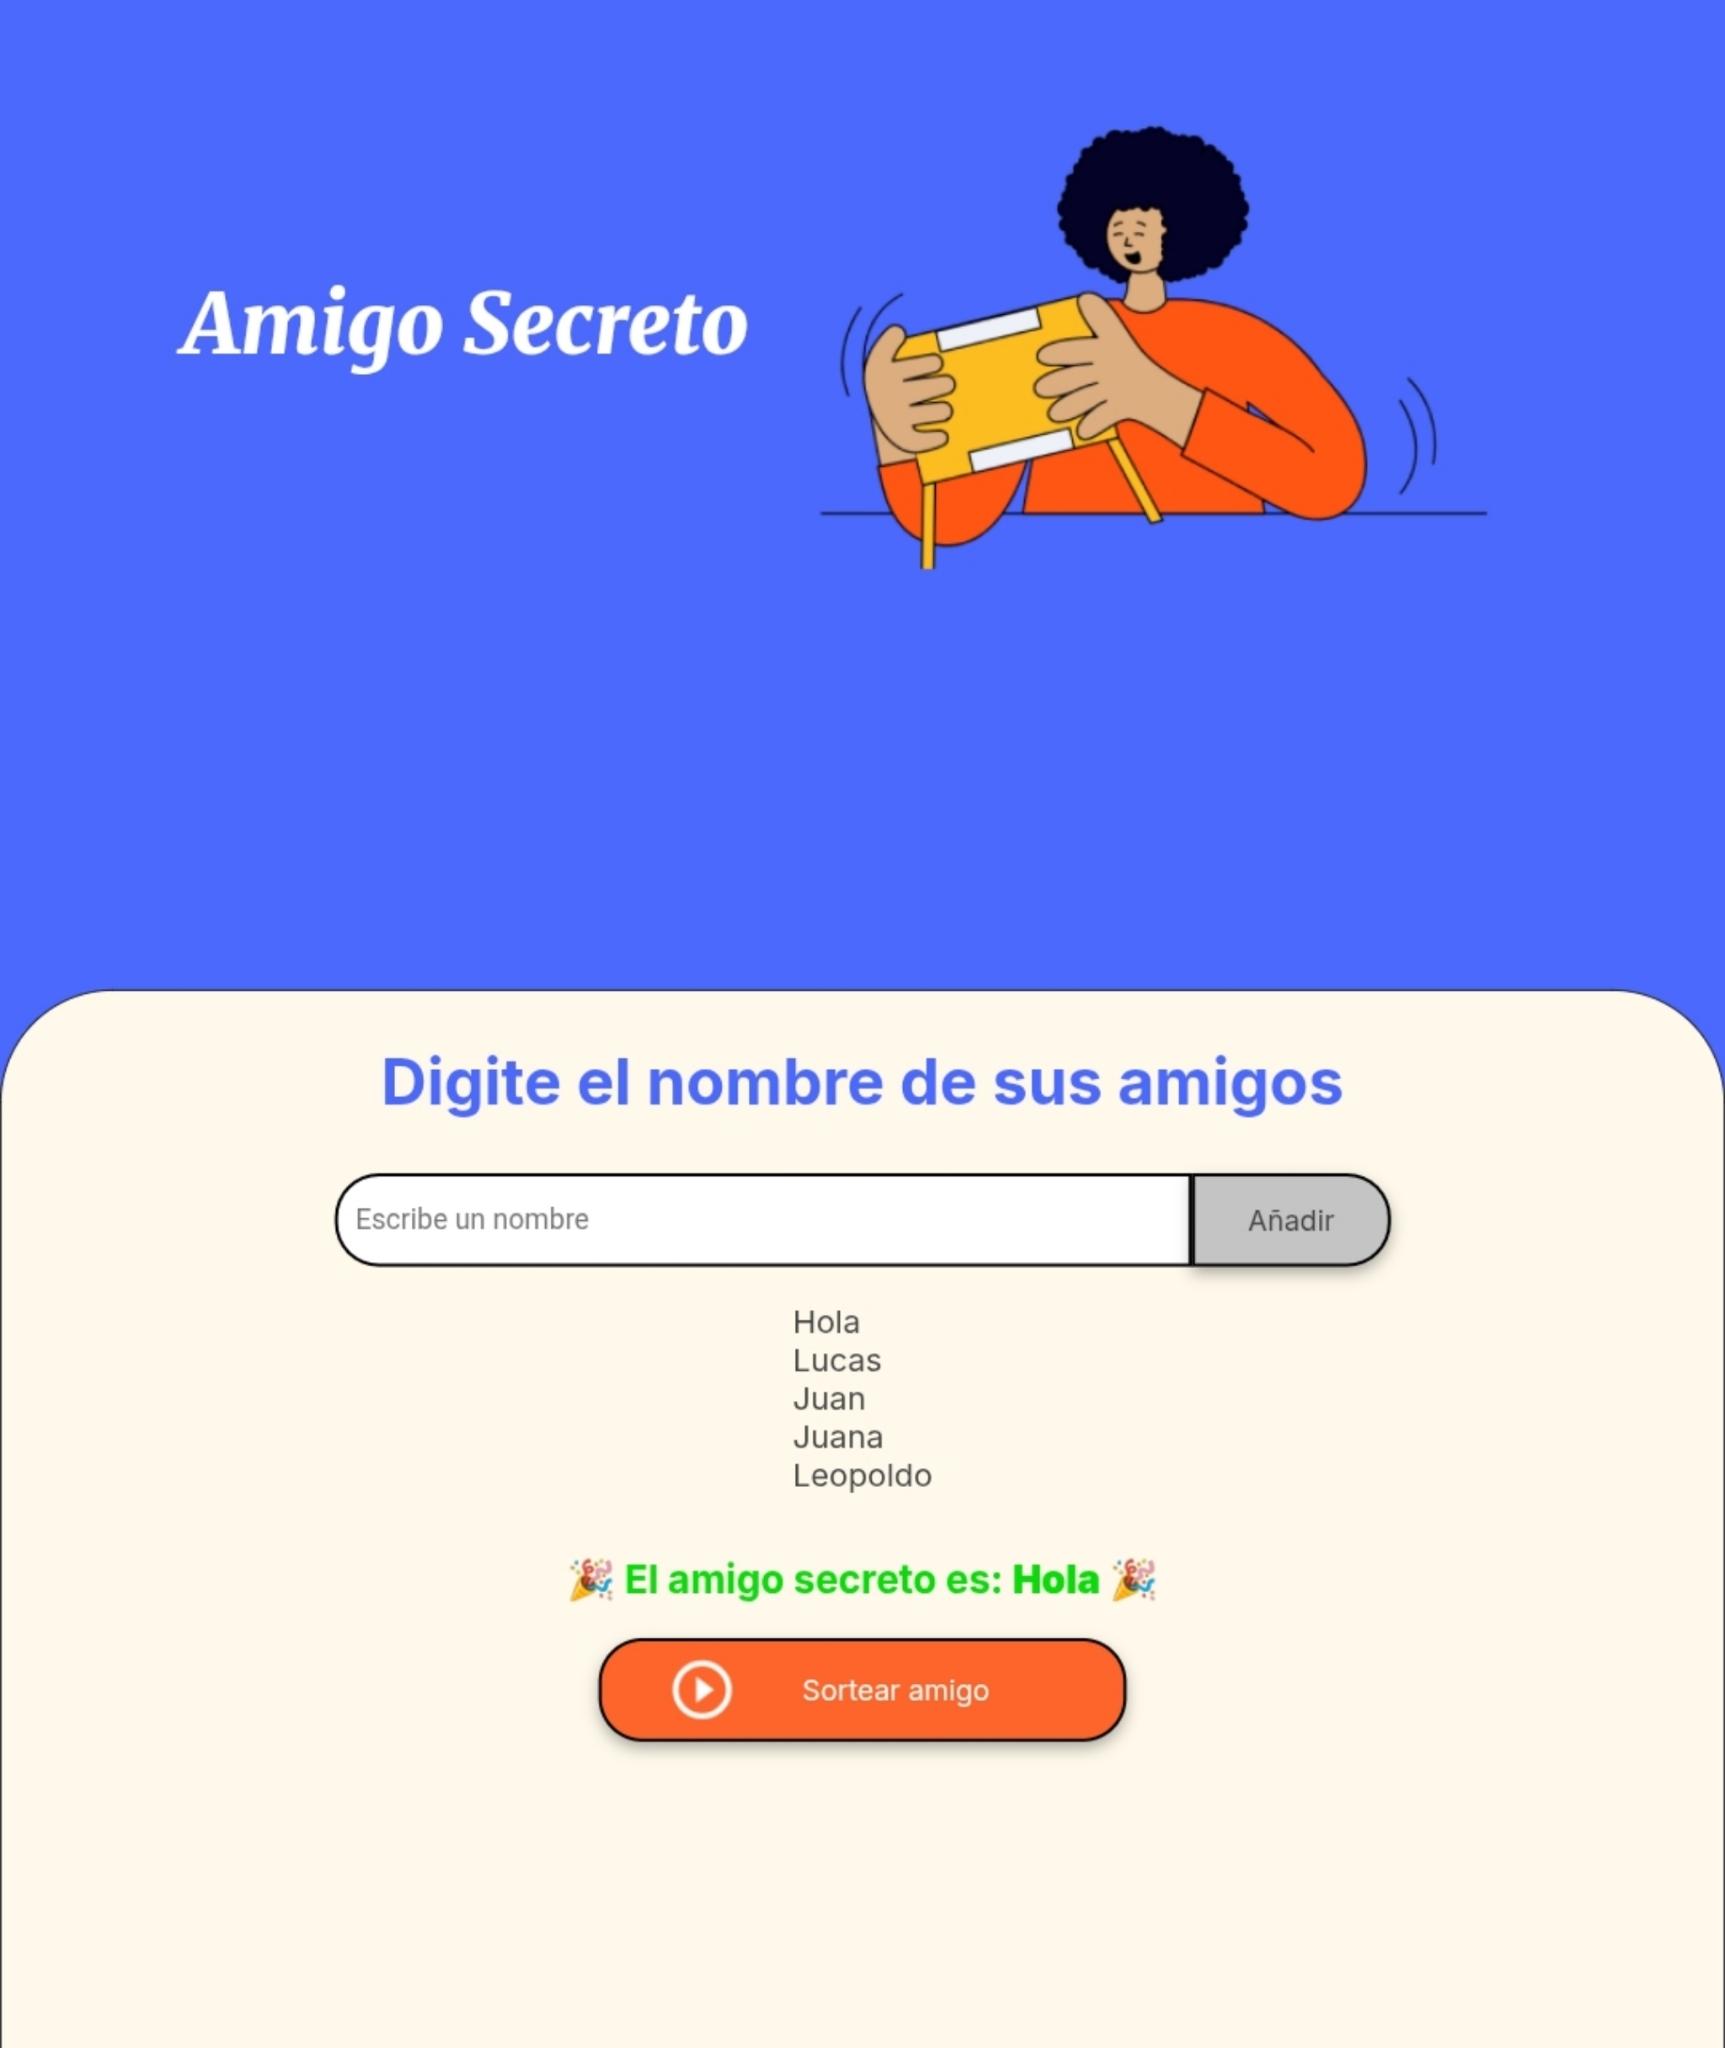 Amigo Secreto
Digite el nombre de sus amigos
Escribe un nombre
Añadir
Hola
Lucas
Juan
Juana
Leopoldo
🎉 El amigo secreto es: Hola 🎉
Sortear amigo